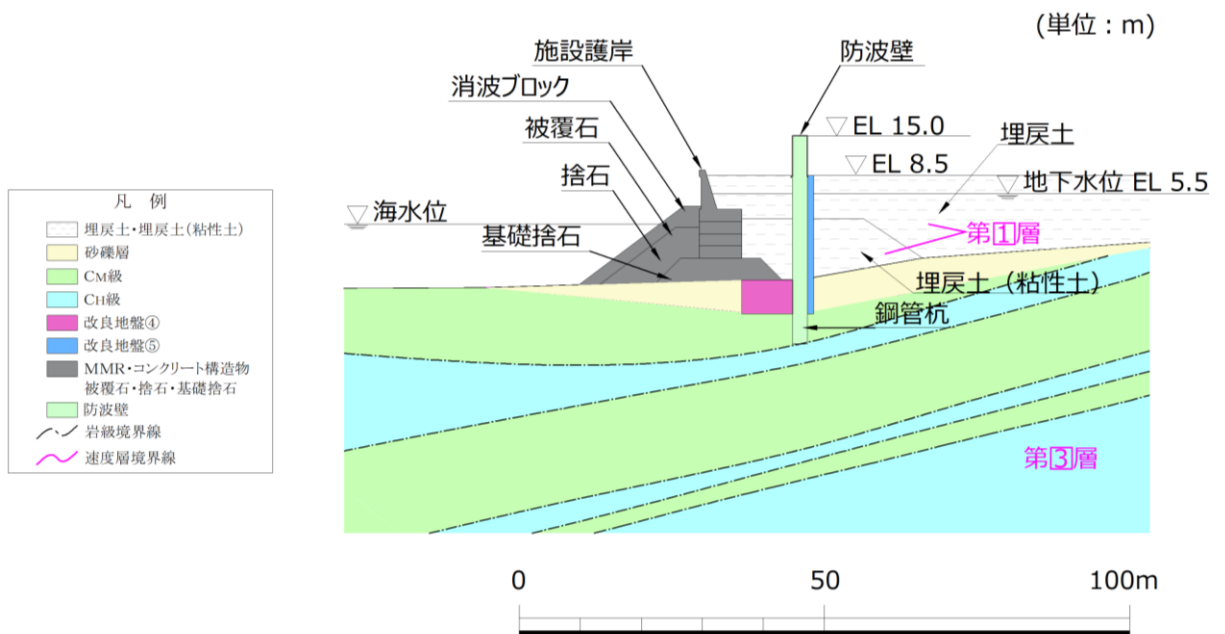 (単位：m)
施設護岸
防波壁
消波ブロック
EL 15.0
被覆石
埋戻土
EL 8.5
捨石
地下水位 EL 5.5
海水位
第1層
基礎捨石
埋戻土（粘性土）
鋼管杭
第3層
凡 例
埋戻土・埋戻土(粘性土)
砂礫層
CM級
CH級
改良地盤④
改良地盤⑤
MMR・コンクリート構造物
被覆石・捨石・基礎捨石
防波壁
岩級境界線
速度層境界線
0 50 100m